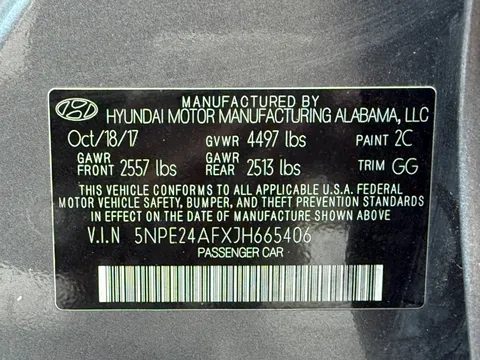 MANUFACTURED BY
HYUNDAI MOTOR MANUFACTURING ALABAMA, LLC
Oct/18/17 GVWR 4497 lbs PAINT 2C
GAWR FRONT 2557 lbs GAWR REAR 2513 lbs TRIM GG
THIS VEHICLE CONFORMS TO ALL APPLICABLE U.S.A. FEDERAL
MOTOR VEHICLE SAFETY, BUMPER, AND THEFT PREVENTION STANDARDS
IN EFFECT ON THE DATE OF MANUFACTURE SHOWN ABOVE.
V.I.N 5NPE24AFXJH665406
PASSENGER CAR